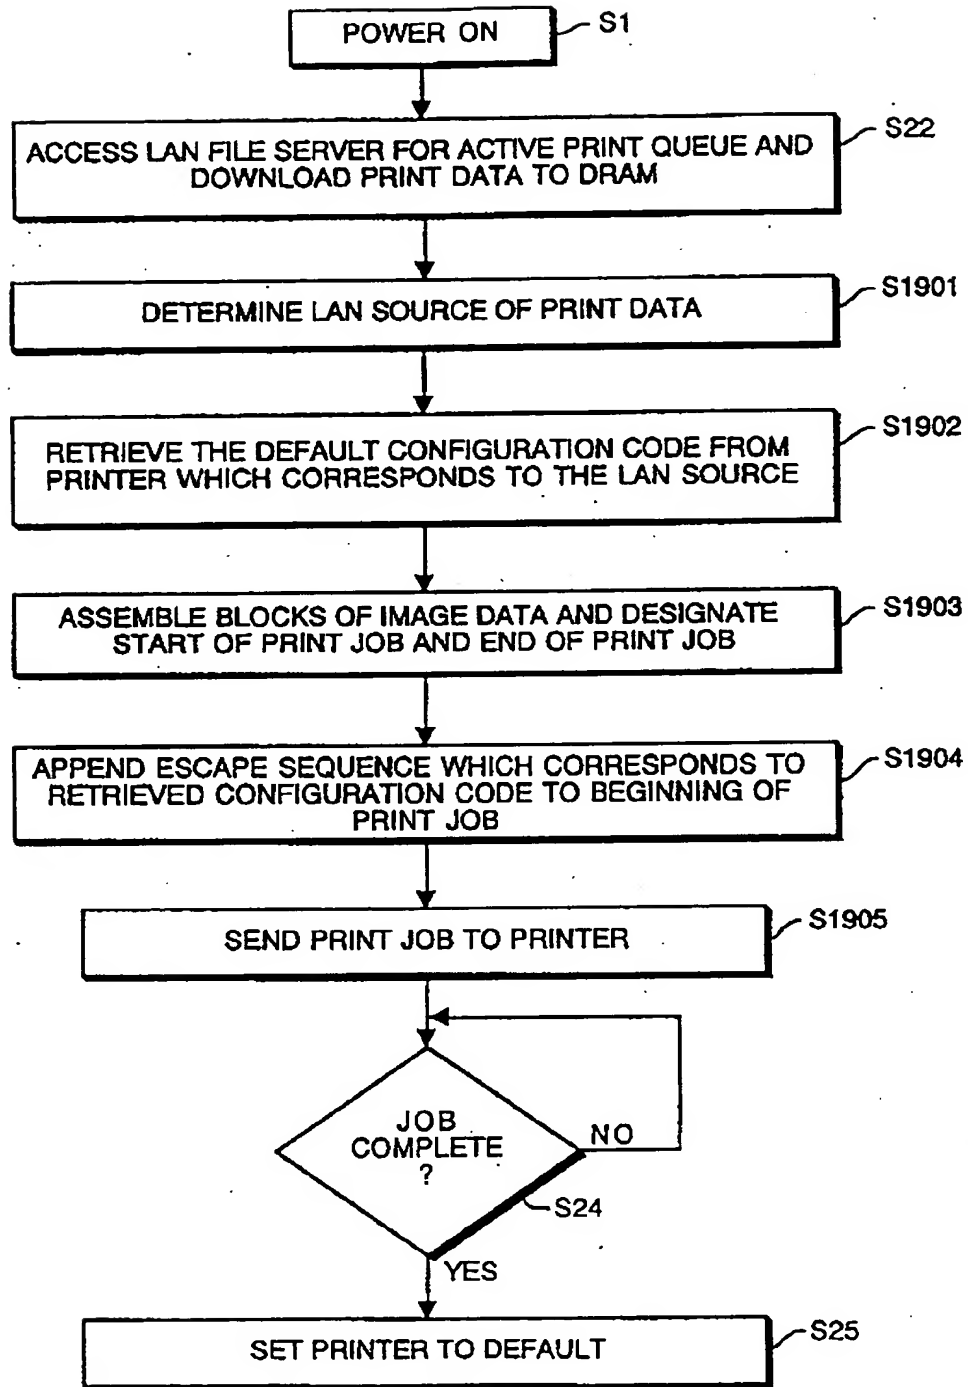 POWER ON
S1
ACCESS LAN FILE SERVER FOR ACTIVE PRINT QUEUE AND
DOWNLOAD PRINT DATA TO DRAM
S22
DETERMINE LAN SOURCE OF PRINT DATA
S1901
RETRIEVE THE DEFAULT CONFIGURATION CODE FROM
PRINTER WHICH CORRESPONDS TO THE LAN SOURCE
S1902
ASSEMBLE BLOCKS OF IMAGE DATA AND DESIGNATE
START OF PRINT JOB AND END OF PRINT JOB
S1903
APPEND ESCAPE SEQUENCE WHICH CORRESPONDS TO
RETRIEVED CONFIGURATION CODE TO BEGINNING OF
PRINT JOB
S1904
SEND PRINT JOB TO PRINTER
S1905
JOB
COMPLETE
?
NO
S24
YES
SET PRINTER TO DEFAULT
S25